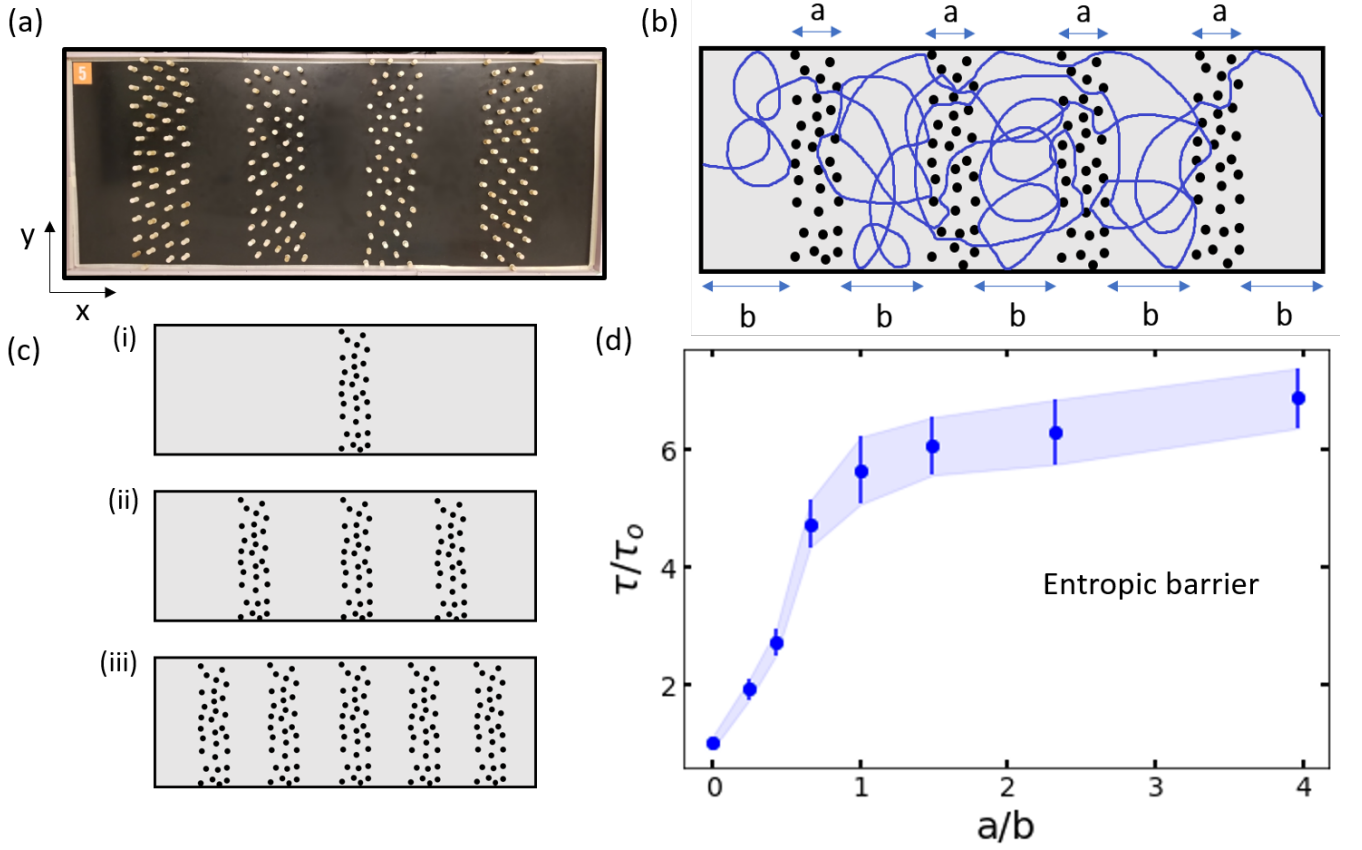 (a)
5
y
x
(b)
a a a a
b b b b b
(c)
(i)
(ii)
(iii)
(d)
τ/τₒ
6
4
2
Entropic barrier
0 1 2 3 4
a/b